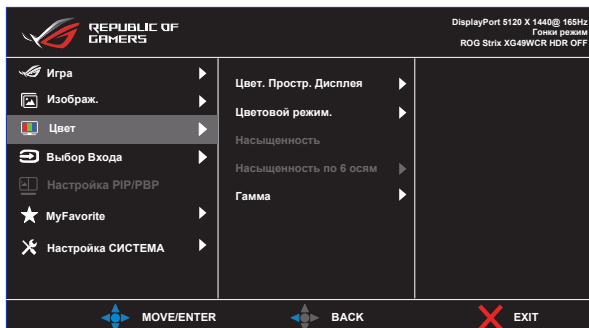 REPUBLIC OF
GAMERS
DisplayPort 5120 X 1440@ 165Hz
Гонки режим
ROG Strix XG49WCR HDR OFF
Игра
Изображ.
Цвет
Выбор Входа
Настройка PIP/PBP
MyFavorite
Настройка СИСТЕМА
Цвет. Простр. Дисплея
Цветовой режим.
Насыщенность
Насыщенность по 6 осям
Гамма
MOVE/ENTER
BACK
EXIT